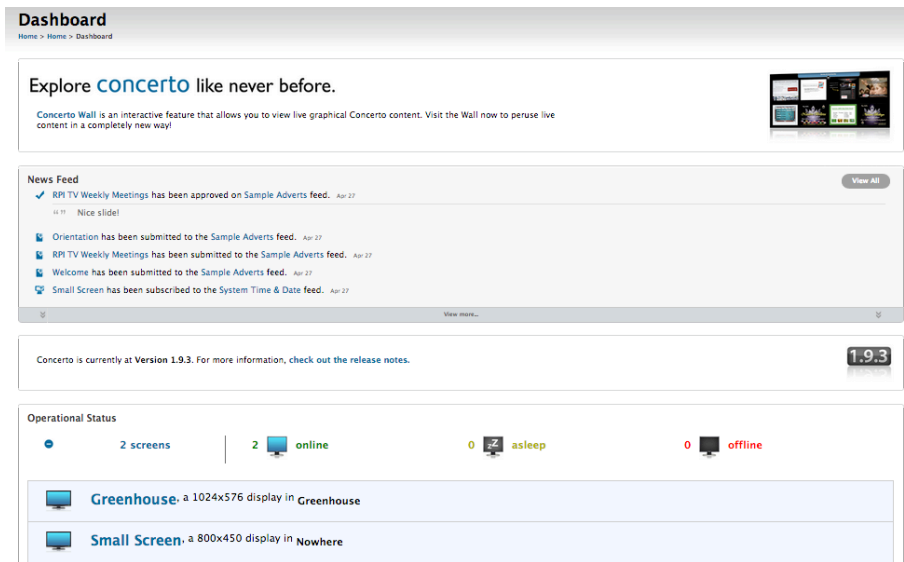 Dashboard
Home > Home > Dashboard
Explore concerto like never before.
Concerto Wall is an interactive feature that allows you to view live graphical Concerto content. Visit the Wall now to peruse live
content in a completely new way!
News Feed
View All
RPI TV Weekly Meetings has been approved on Sample Adverts feed. Apr 27
“ ” Nice slide!
Orientation has been submitted to the Sample Adverts feed. Apr 27
RPI TV Weekly Meetings has been submitted to the Sample Adverts feed. Apr 27
Welcome has been submitted to the Sample Adverts feed. Apr 27
Small Screen has been subscribed to the System Time & Date feed. Apr 27
View more...
Concerto is currently at Version 1.9.3. For more information, check out the release notes.
1.9.3
Operational Status
2 screens 2 online 0 zZ asleep 0 offline
Greenhouse, a 1024x576 display in Greenhouse
Small Screen, a 800x450 display in Nowhere